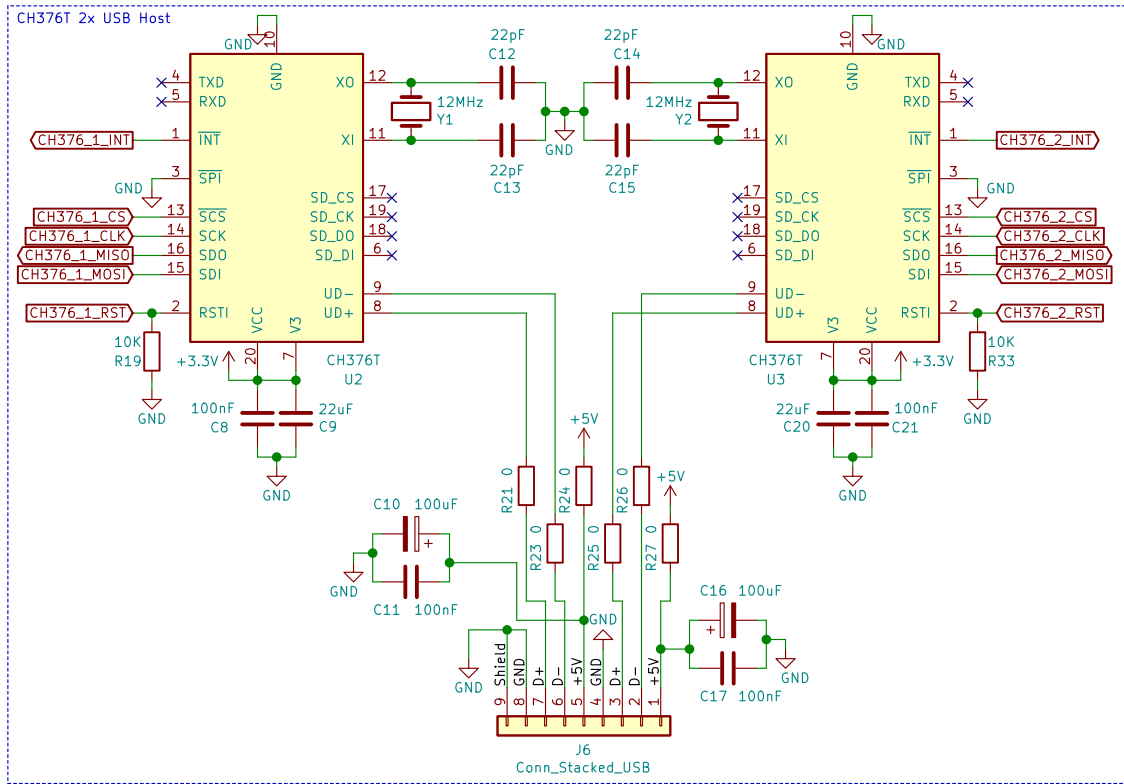 CH376T 2x USB Host
GND
10
GND
4
TXD
5
RXD
CH376_1_INT
1
INT
GND
3
SPI
CH376_1_CS
13
SCS
CH376_1_CLK
14
SCK
CH376_1_MISO
16
SDO
CH376_1_MOSI
15
SDI
CH376_1_RST
2
RSTI
XO
12
XI
11
SD_CS
17
SD_CK
19
SD_DO
18
SD_DI
6
UD-
9
UD+
8
VCC
V3
20
7
CH376T
U2
10K
R19
GND
+3.3V
100nF
C8
22uF
C9
GND
12MHz
Y1
22pF
C12
22pF
C13
GND
22pF
C14
22pF
C15
12MHz
Y2
10
GND
GND
12
XO
11
XI
17
SD_CS
19
SD_CK
18
SD_DO
6
SD_DI
9
UD-
8
UD+
TXD
4
RXD
5
INT
1
CH376_2_INT
SPI
3
GND
SCS
13
CH376_2_CS
SCK
14
CH376_2_CLK
SDO
16
CH376_2_MISO
SDI
15
CH376_2_MOSI
RSTI
2
CH376_2_RST
V3
VCC
7
20
CH376T
U3
+3.3V
10K
R33
GND
22uF
C20
100nF
C21
GND
+5V
+5V
R21 0
R24 0
R26 0
R23 0
R25 0
R27 0
C10 100uF
+
GND
C11 100nF
C16 100uF
+
GND
C17 100nF
GND
GND
Shield
GND
D+
D-
+5V
GND
D+
D-
+5V
9
8
7
6
5
4
3
2
1
J6
Conn_Stacked_USB